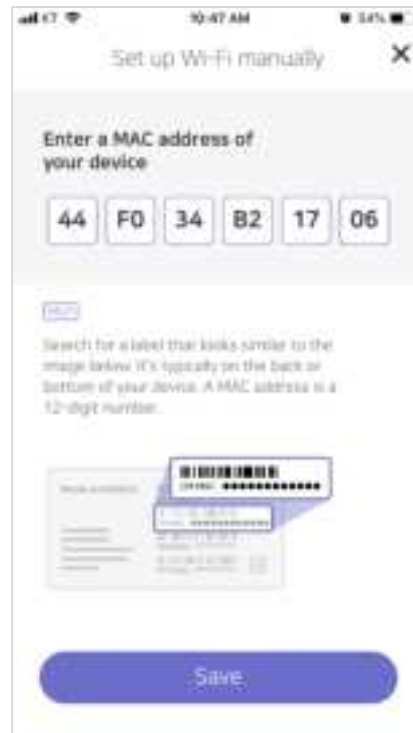 KT 10:47 AM 54%
Set up Wi-Fi manually
Enter a MAC address of
your device
44 F0 34 B2 17 06
Search for a label that looks similar to the
image below. It's typically on the back or
bottom of your device. A MAC address is a
12-digit number.
Save